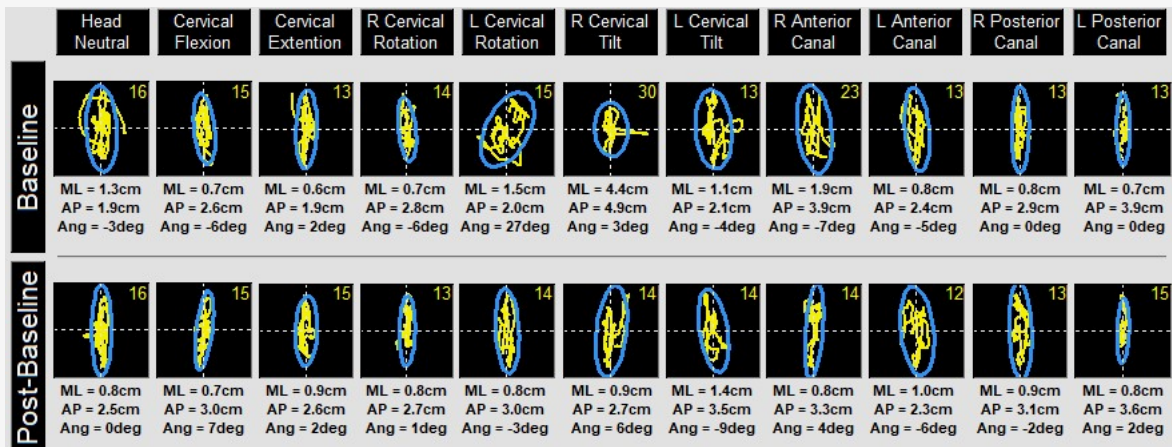 Head Neutral
Cervical Flexion
Cervical Extention
R Cervical Rotation
L Cervical Rotation
R Cervical Tilt
L Cervical Tilt
R Anterior Canal
L Anterior Canal
R Posterior Canal
L Posterior Canal
Baseline
16 15 13 14 15 30 13 23 13 13 13
ML = 1.3cm ML = 0.7cm ML = 0.6cm ML = 0.7cm ML = 1.5cm ML = 4.4cm ML = 1.1cm ML = 1.9cm ML = 0.8cm ML = 0.8cm ML = 0.7cm
AP = 1.9cm AP = 2.6cm AP = 1.9cm AP = 2.8cm AP = 2.0cm AP = 4.9cm AP = 2.1cm AP = 3.9cm AP = 2.4cm AP = 2.9cm AP = 3.9cm
Ang = -3deg Ang = -6deg Ang = 2deg Ang = -6deg Ang = 27deg Ang = 3deg Ang = -4deg Ang = -7deg Ang = -5deg Ang = 0deg Ang = 0deg
Post-Baseline
16 15 15 13 14 14 14 14 12 13 15
ML = 0.8cm ML = 0.7cm ML = 0.9cm ML = 0.8cm ML = 0.8cm ML = 0.9cm ML = 1.4cm ML = 0.8cm ML = 1.0cm ML = 0.9cm ML = 0.8cm
AP = 2.5cm AP = 3.0cm AP = 2.6cm AP = 2.7cm AP = 3.0cm AP = 2.7cm AP = 3.5cm AP = 3.3cm AP = 2.3cm AP = 3.1cm AP = 3.6cm
Ang = 0deg Ang = 7deg Ang = 2deg Ang = 1deg Ang = -3deg Ang = 6deg Ang = -9deg Ang = 4deg Ang = -6deg Ang = -2deg Ang = 2deg